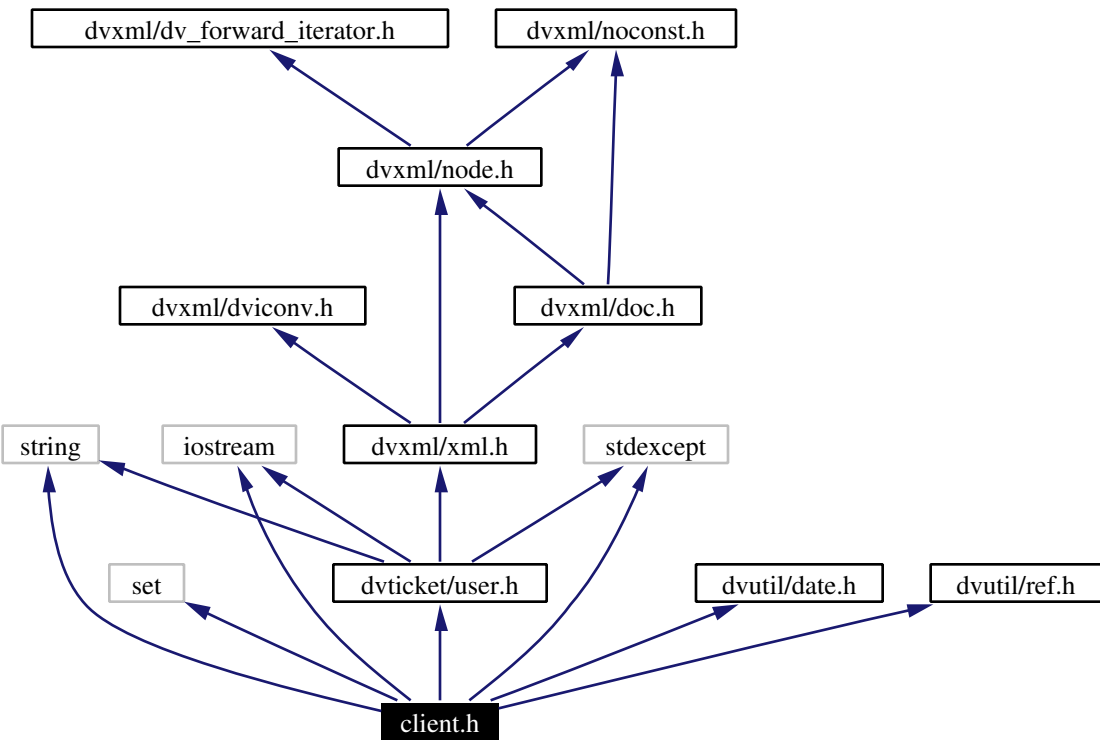 dvxml/dv_forward_iterator.h
dvxml/noconst.h
dvxml/node.h
dvxml/dviconv.h
dvxml/doc.h
string
iostream
dvxml/xml.h
stdexcept
set
dvticket/user.h
dvutil/date.h
dvutil/ref.h
client.h